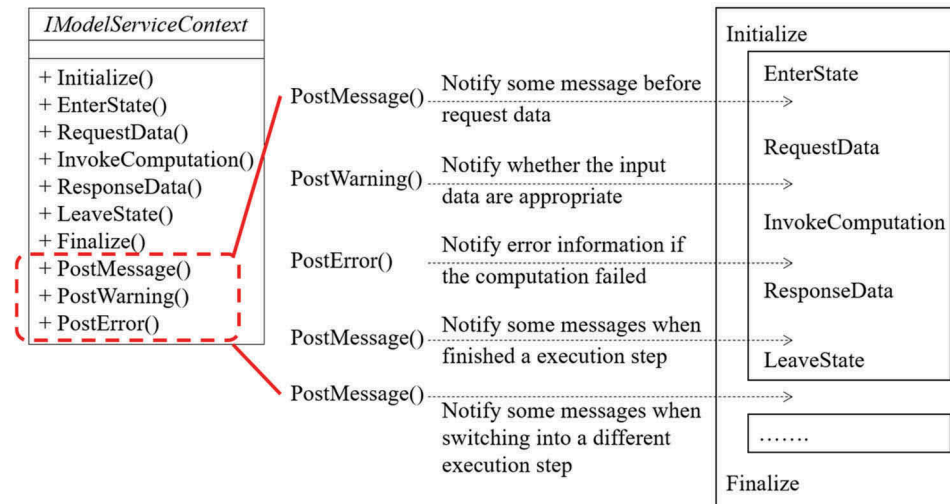 IModelServiceContext
+ Initialize()
+ EnterState()
+ RequestData()
+ InvokeComputation()
+ ResponseData()
+ LeaveState()
+ Finalize()
+ PostMessage()
+ PostWarning()
+ PostError()
PostMessage()
Notify some message before
request data
PostWarning()
Notify whether the input
data are appropriate
PostError()
Notify error information if
the computation failed
PostMessage()
Notify some messages when
finished a execution step
PostMessage()
Notify some messages when
switching into a different
execution step
Initialize
EnterState
RequestData
InvokeComputation
ResponseData
LeaveState
.......
Finalize